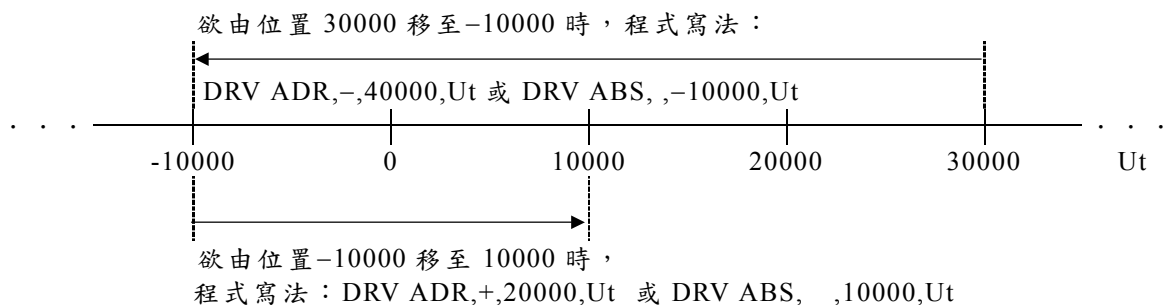 欲由位置 30000 移至–10000 時，程式寫法：
DRV ADR,–,40000,Ut 或 DRV ABS, ,–10000,Ut
. . . . . .
-10000 0 10000 20000 30000 Ut
欲由位置–10000 移至 10000 時，
程式寫法：DRV ADR,+,20000,Ut 或 DRV ABS, ,10000,Ut